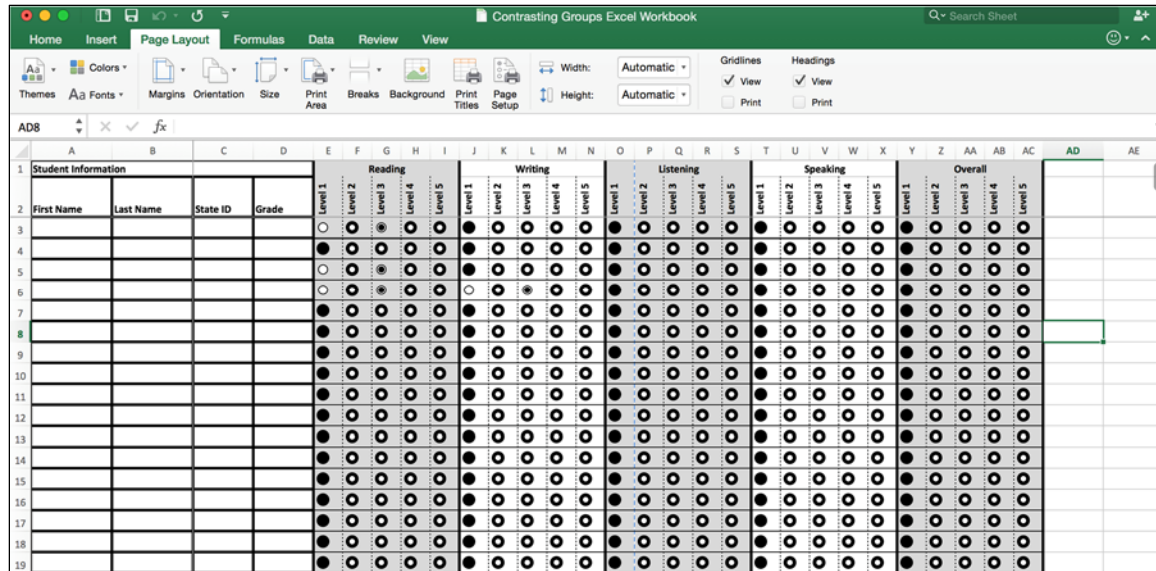 Contrasting Groups Excel Workbook
Search Sheet
Home Insert Page Layout Formulas Data Review View
Aa Colors Width: Automatic Gridlines Headings
View View
Themes Aa Fonts Margins Orientation Size Print Area Breaks Background Print Titles Page Setup Height: Automatic Print Print
AD8 fx
A B C D E F G H I J K L M N O P Q R S T U V W X Y Z AA AB AC AD AE
1 Student Information Reading Writing Listening Speaking Overall
2 First Name Last Name State ID Grade Level 1 Level 2 Level 3 Level 4 Level 5 Level 1 Level 2 Level 3 Level 4 Level 5 Level 1 Level 2 Level 3 Level 4 Level 5 Level 1 Level 2 Level 3 Level 4 Level 5 Level 1 Level 2 Level 3 Level 4 Level 5
3
4
5
6
7
8
9
10
11
12
13
14
15
16
17
18
19